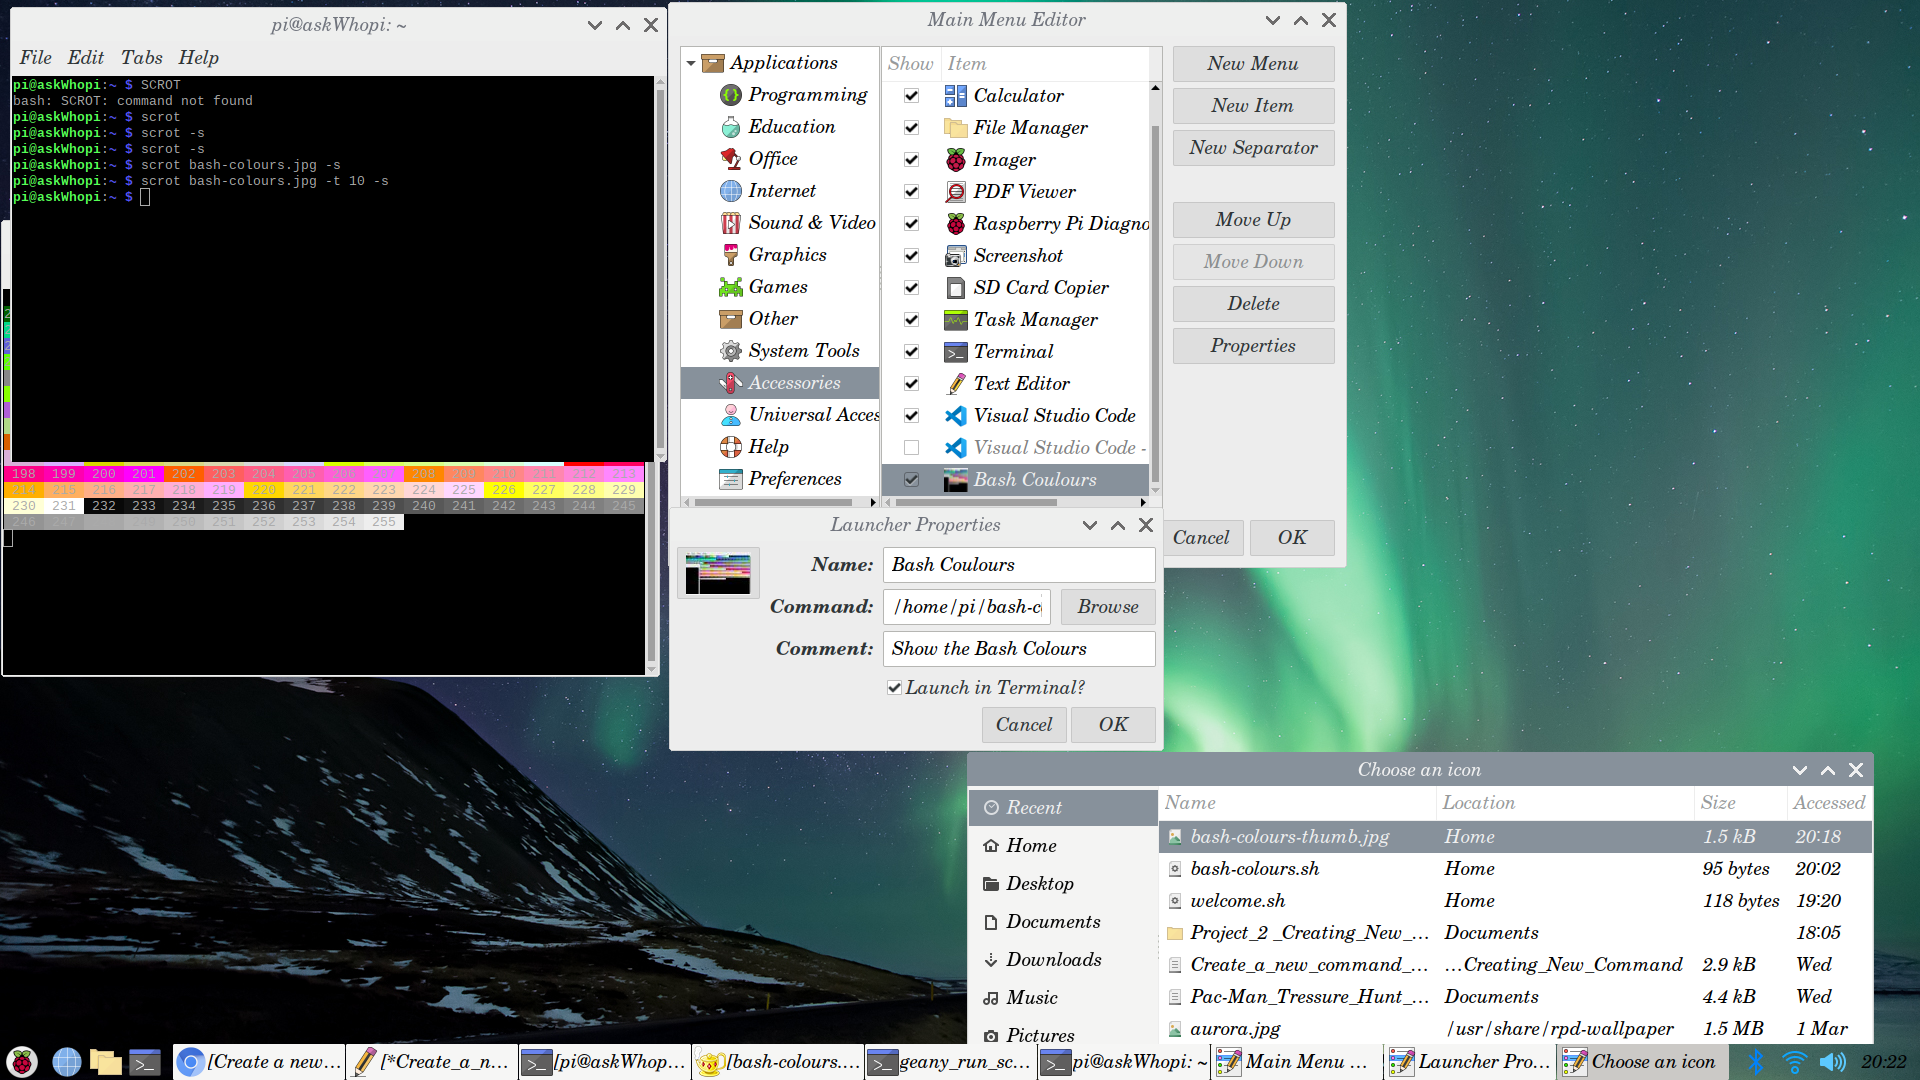 pi@askWhopi: ~
File Edit Tabs Help
pi@askWhopi:~ $ SCROT
bash: SCROT: command not found
pi@askWhopi:~ $ scrot
pi@askWhopi:~ $ scrot -s
pi@askWhopi:~ $ scrot -s
pi@askWhopi:~ $ scrot bash-colours.jpg -s
pi@askWhopi:~ $ scrot bash-colours.jpg -t 10 -s
pi@askWhopi:~ $
198 199 200 201 202 203 204 205 206 207 208 209 210 211 212 213
214 215 216 217 218 219 220 221 222 223 224 225 226 227 228 229
230 231 232 233 234 235 236 237 238 239 240 241 242 243 244 245
246 247 250 251 252 253 254 255
Main Menu Editor
Applications
Programming
Education
Office
Internet
Sound & Video
Graphics
Games
Other
System Tools
Accessories
Universal Acces
Help
Preferences
Show Item
Calculator
File Manager
Imager
PDF Viewer
Raspberry Pi Diagno
Screenshot
SD Card Copier
Task Manager
Terminal
Text Editor
Visual Studio Code
Visual Studio Code -
Bash Coulours
New Menu
New Item
New Separator
Move Up
Move Down
Delete
Properties
Cancel OK
Launcher Properties
Name: Bash Coulours
Command: /home/pi/bash-c Browse
Comment: Show the Bash Colours
Launch in Terminal?
Cancel OK
Choose an icon
Recent
Home
Desktop
Documents
Downloads
Music
Pictures
Name Location Size Accessed
bash-colours-thumb.jpg Home 1.5 kB 20:18
bash-colours.sh Home 95 bytes 20:02
welcome.sh Home 118 bytes 19:20
Project_2 _Creating_New_... Documents 18:05
Create_a_new_command_... ...Creating_New_Command 2.9 kB Wed
Pac-Man_Tressure_Hunt_... Documents 4.4 kB Wed
aurora.jpg /usr/share/rpd-wallpaper 1.5 MB 1 Mar
[Create a new... [*Create_a_n... [pi@askWhop... [bash-colours.... geany_run_sc... pi@askWhopi: ~ Main Menu ... Launcher Pro... Choose an icon 20:22